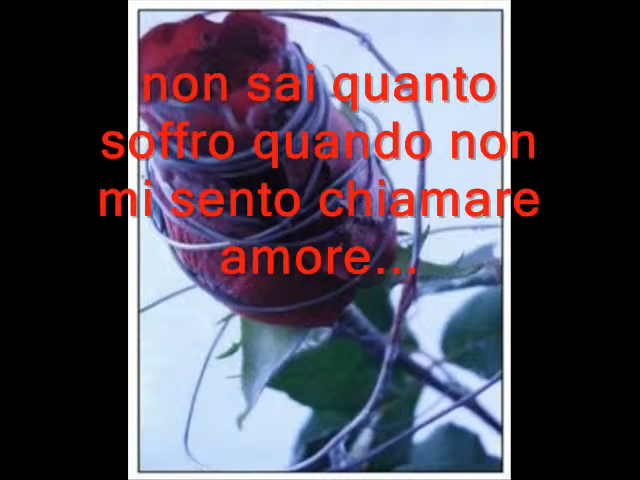 non sai quanto
soffro quando non
mi sento chiamare
amore...